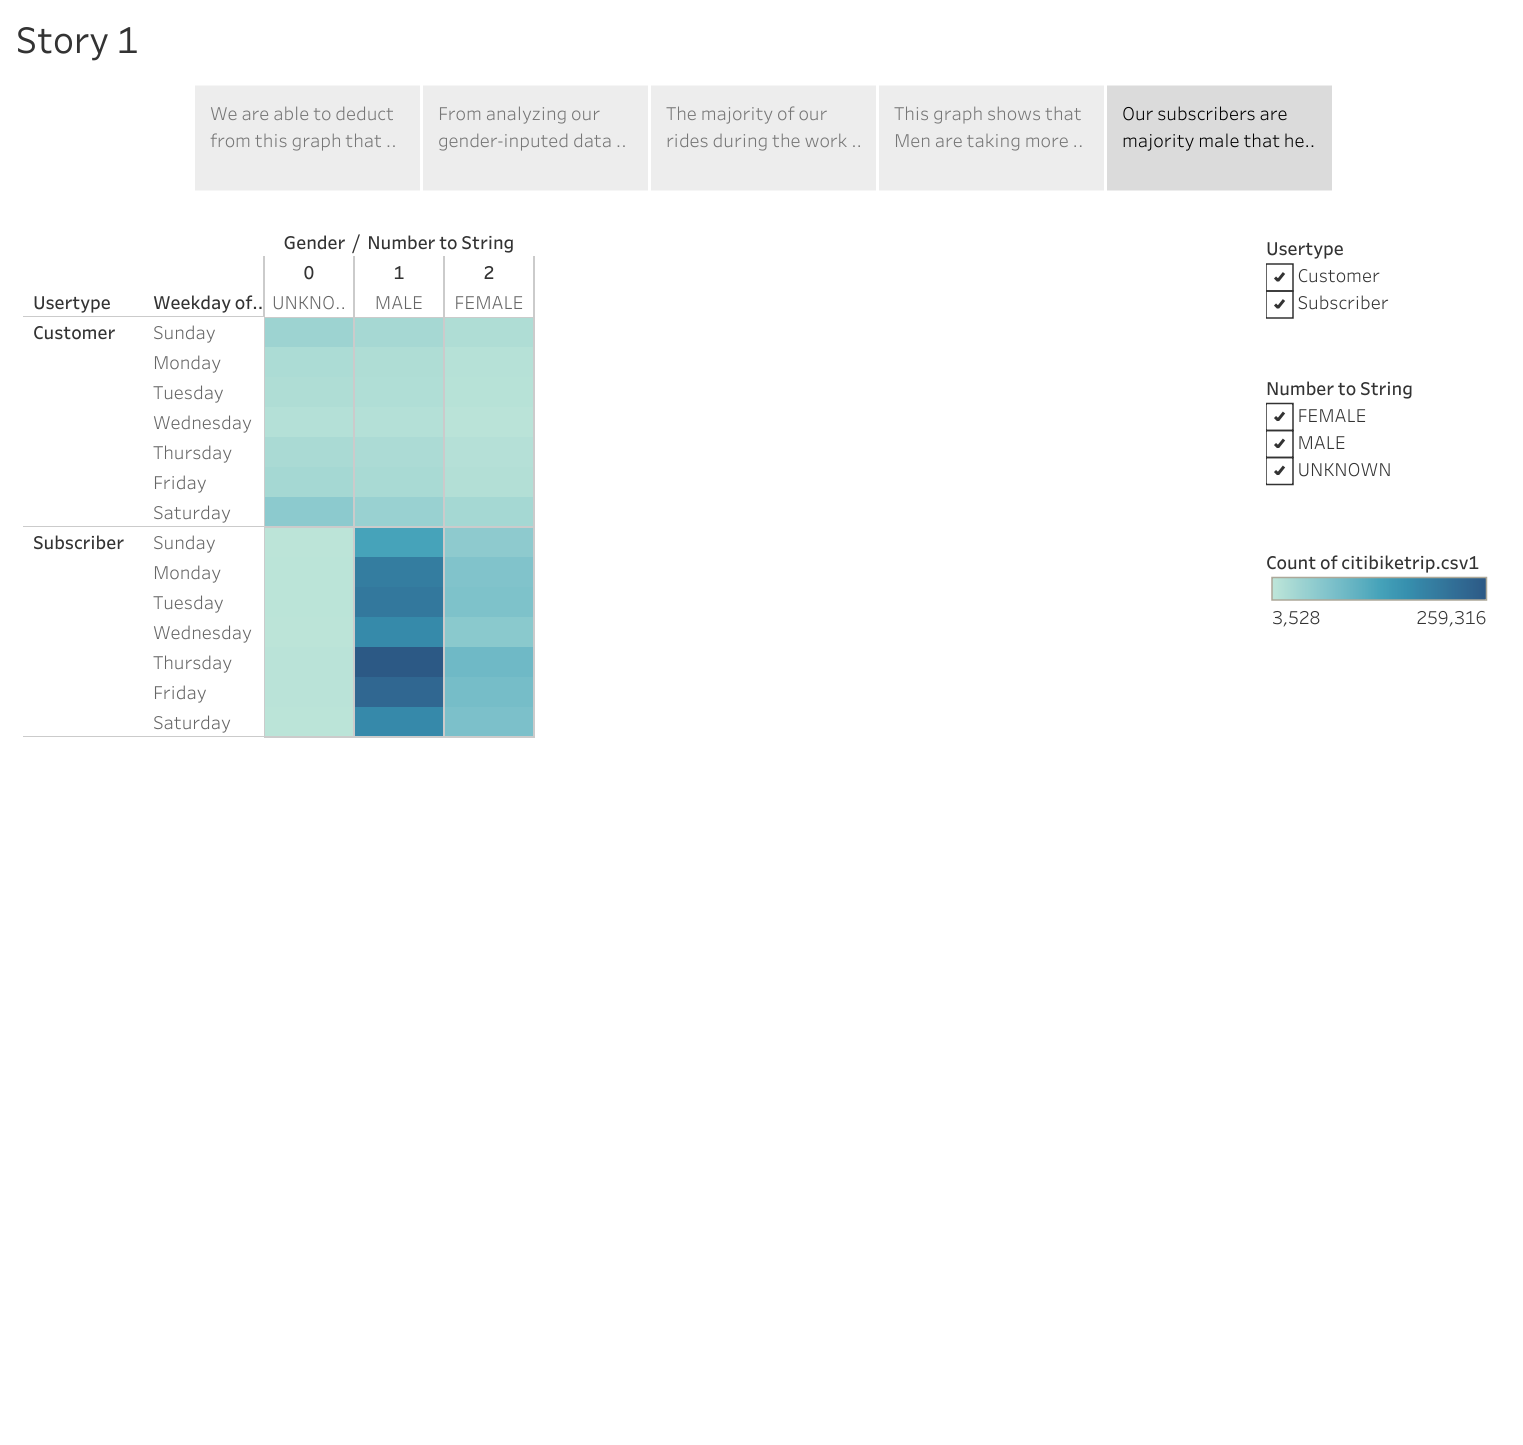 Story 1
We are able to deduct
from this graph that ..
From analyzing our
gender-inputed data ..
The majority of our
rides during the work ..
This graph shows that
Men are taking more ..
Our subscribers are
majority male that he..
Gender / Number to String
0 1 2
Usertype Weekday of.. UNKNO.. MALE FEMALE
Customer Sunday
Monday
Tuesday
Wednesday
Thursday
Friday
Saturday
Subscriber Sunday
Monday
Tuesday
Wednesday
Thursday
Friday
Saturday
Usertype
Customer
Subscriber
Number to String
FEMALE
MALE
UNKNOWN
Count of citibiketrip.csv1
3,528 259,316